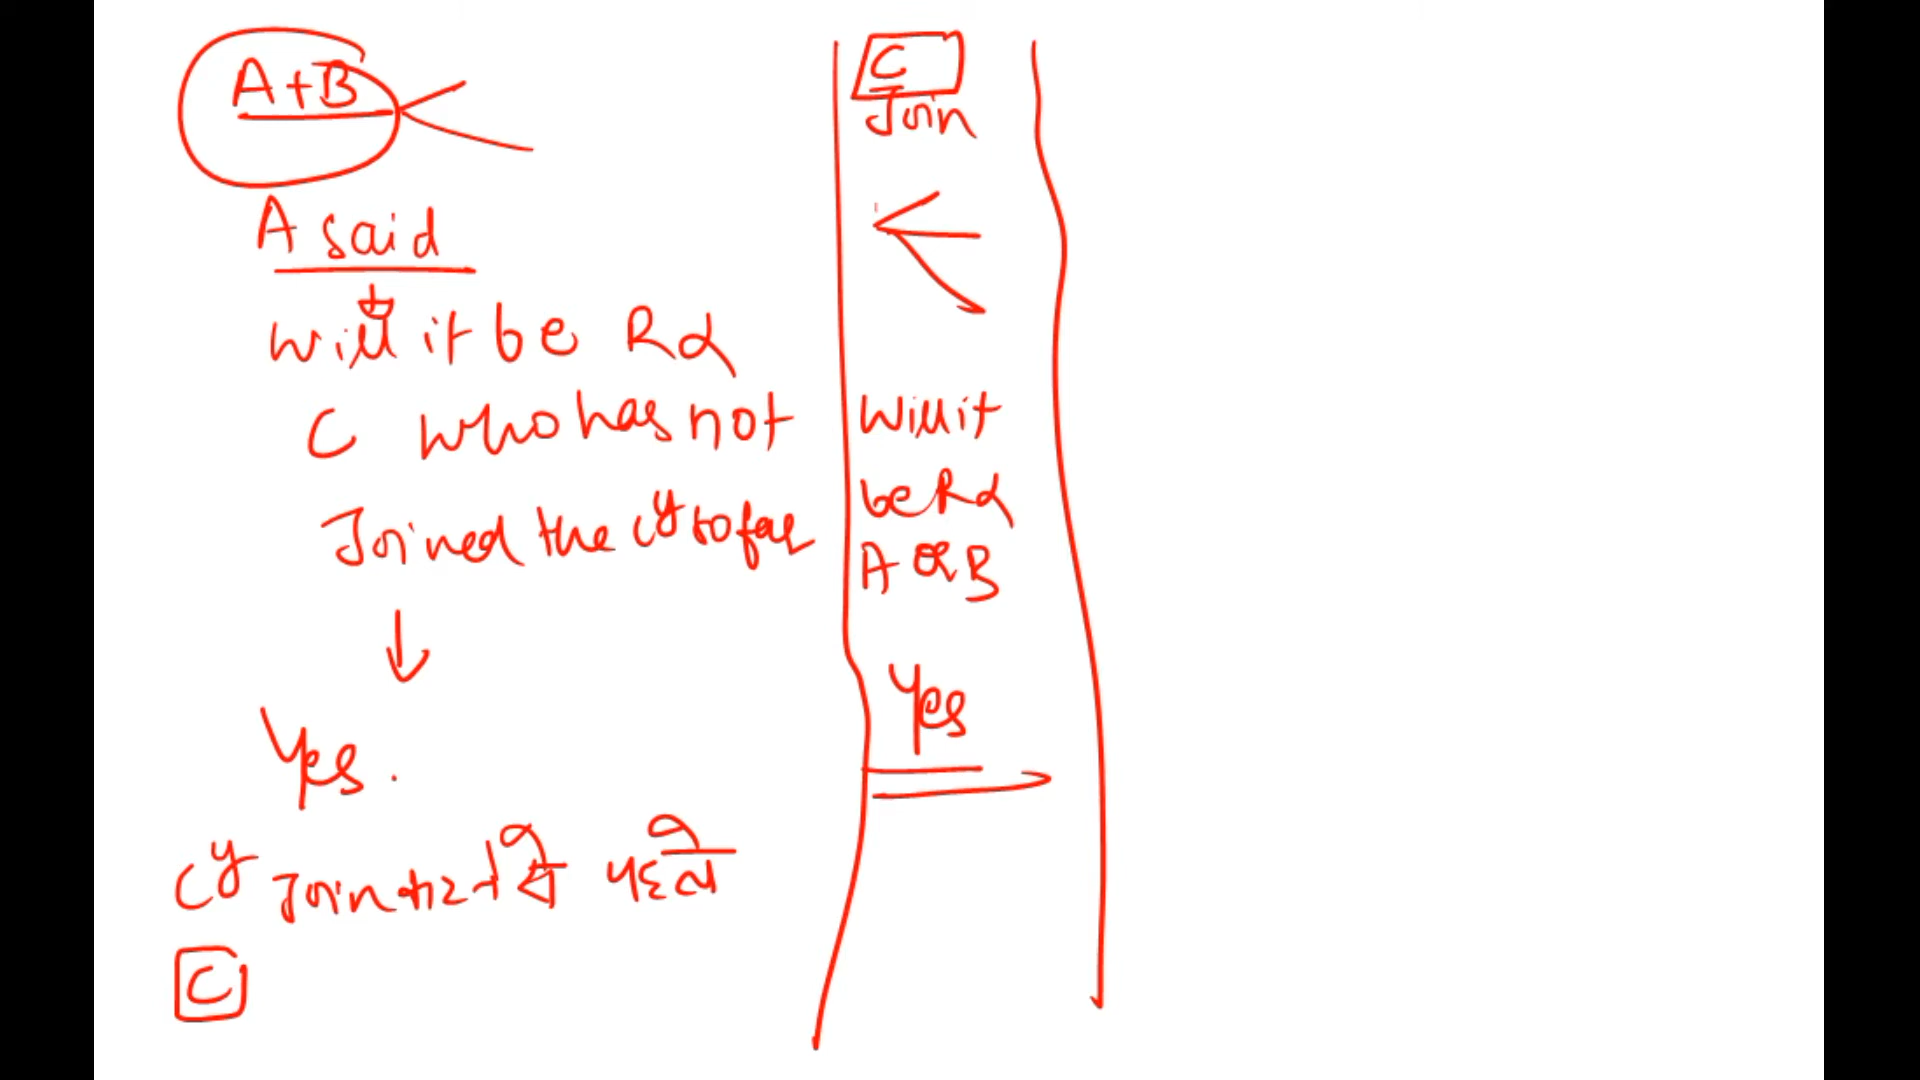 A+B
A said
will it be Rd
C who has not
Joined the cy so far
Yes.
cy Join करने से पहले
C
C
Join
Will it
be Rd
A or B
Yes